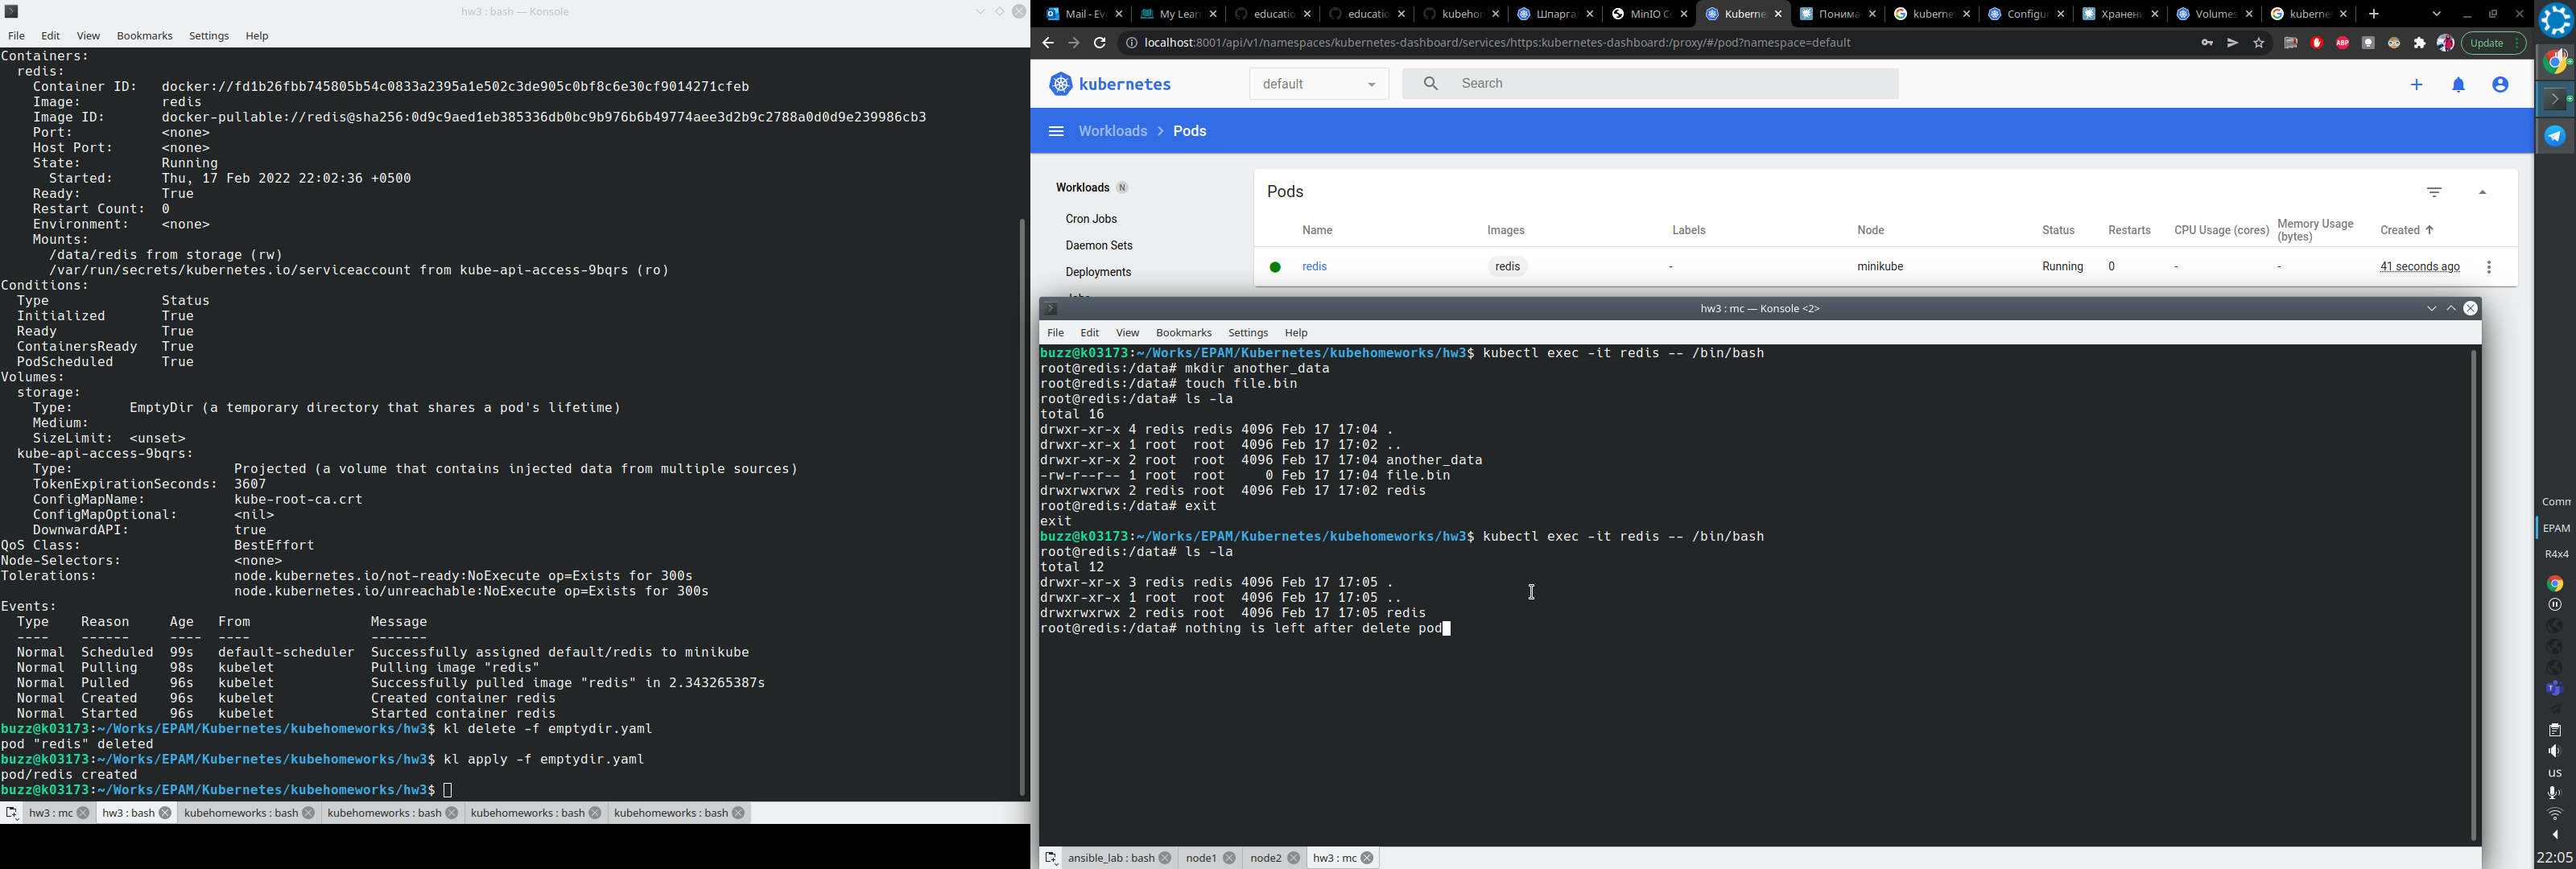 hw3 : bash — Konsole
File Edit View Bookmarks Settings Help
Containers:
  redis:
    Container ID:   docker://fd1b26fbb745805b54c0833a2395a1e502c3de905c0bf8c6e30cf9014271cfeb
    Image:          redis
    Image ID:       docker-pullable://redis@sha256:0d9c9aed1eb385336db0bc9b976b6b49774aee3d2b9c2788a0d0d9e239986cb3
    Port:           <none>
    Host Port:      <none>
    State:          Running
      Started:      Thu, 17 Feb 2022 22:02:36 +0500
    Ready:          True
    Restart Count:  0
    Environment:    <none>
    Mounts:
      /data/redis from storage (rw)
      /var/run/secrets/kubernetes.io/serviceaccount from kube-api-access-9bqrs (ro)
Conditions:
  Type              Status
  Initialized       True
  Ready             True
  ContainersReady   True
  PodScheduled      True
Volumes:
  storage:
    Type:       EmptyDir (a temporary directory that shares a pod's lifetime)
    Medium:
    SizeLimit:  <unset>
  kube-api-access-9bqrs:
    Type:                    Projected (a volume that contains injected data from multiple sources)
    TokenExpirationSeconds:  3607
    ConfigMapName:           kube-root-ca.crt
    ConfigMapOptional:       <nil>
    DownwardAPI:             true
QoS Class:                   BestEffort
Node-Selectors:              <none>
Tolerations:                 node.kubernetes.io/not-ready:NoExecute op=Exists for 300s
                             node.kubernetes.io/unreachable:NoExecute op=Exists for 300s
Events:
  Type    Reason     Age   From               Message
  ----    ------     ----  ----               -------
  Normal  Scheduled  99s   default-scheduler  Successfully assigned default/redis to minikube
  Normal  Pulling    98s   kubelet            Pulling image "redis"
  Normal  Pulled     96s   kubelet            Successfully pulled image "redis" in 2.343265387s
  Normal  Created    96s   kubelet            Created container redis
  Normal  Started    96s   kubelet            Started container redis
buzz@k03173:~/Works/EPAM/Kubernetes/kubehomeworks/hw3$ kl delete -f emptydir.yaml
pod "redis" deleted
buzz@k03173:~/Works/EPAM/Kubernetes/kubehomeworks/hw3$ kl apply -f emptydir.yaml
pod/redis created
buzz@k03173:~/Works/EPAM/Kubernetes/kubehomeworks/hw3$
hw3 : mc hw3 : bash kubehomeworks : bash kubehomeworks : bash kubehomeworks : bash kubehomeworks : bash
Mail - Ev My Lear educatio educatio kubehor Шпарга MinIO C Kuberne Понима kuberne Configur Хранени Volumes kuberne
localhost:8001/api/v1/namespaces/kubernetes-dashboard/services/https:kubernetes-dashboard:/proxy/#/pod?namespace=default
ABP
Update
kubernetes
default
Search
Workloads > Pods
Workloads N
Cron Jobs
Daemon Sets
Deployments
Pods
Name Images Labels Node Status Restarts CPU Usage (cores) Memory Usage (bytes) Created
redis redis - minikube Running 0 - - 41 seconds ago
hw3 : mc — Konsole <2>
File Edit View Bookmarks Settings Help
buzz@k03173:~/Works/EPAM/Kubernetes/kubehomeworks/hw3$ kubectl exec -it redis -- /bin/bash
root@redis:/data# mkdir another_data
root@redis:/data# touch file.bin
root@redis:/data# ls -la
total 16
drwxr-xr-x 4 redis redis 4096 Feb 17 17:04 .
drwxr-xr-x 1 root  root  4096 Feb 17 17:02 ..
drwxr-xr-x 2 root  root  4096 Feb 17 17:04 another_data
-rw-r--r-- 1 root  root     0 Feb 17 17:04 file.bin
drwxrwxrwx 2 redis root  4096 Feb 17 17:02 redis
root@redis:/data# exit
exit
buzz@k03173:~/Works/EPAM/Kubernetes/kubehomeworks/hw3$ kubectl exec -it redis -- /bin/bash
root@redis:/data# ls -la
total 12
drwxr-xr-x 3 redis redis 4096 Feb 17 17:05 .
drwxr-xr-x 1 root  root  4096 Feb 17 17:05 ..
drwxrwxrwx 2 redis root  4096 Feb 17 17:05 redis
root@redis:/data# nothing is left after delete pod
ansible_lab : bash node1 node2 hw3 : mc
Comm
EPAM
R4x4
us
22:05